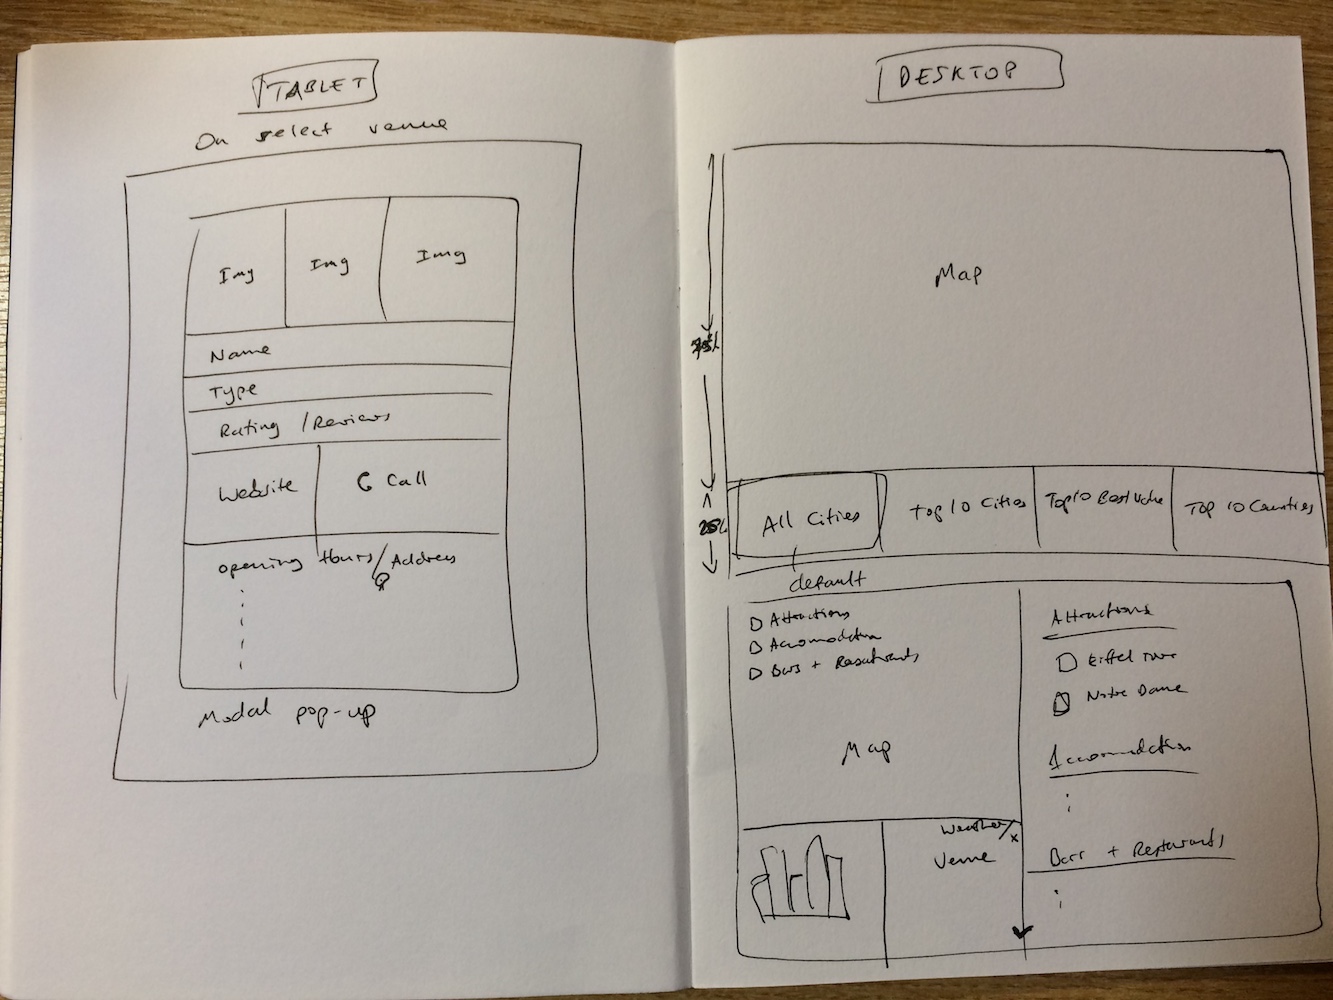 TABLET
On select venue
Img
Img
Img
Name
Type
Rating / Reviews
Website
Call
opening Hours / Address
Modal pop-up
DESKTOP
Map
75%
25%
All Cities
Top 10 Cities
Top 10 Best Value
Top 10 Countries
default
Attractions
Accomodation
Bars + Restaurants
Map
Weather/
Venue
x
Attractions
Eiffel Tower
Notre Dame
Accomodation
Bars + Restaurants